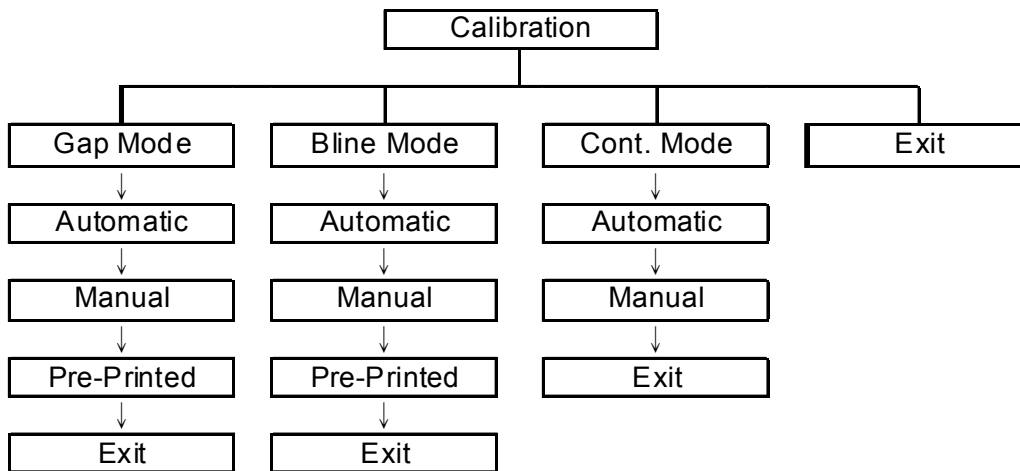 Calibration
Gap Mode
Bline Mode
Cont. Mode
Exit
Automatic
Automatic
Automatic
Manual
Manual
Manual
Pre-Printed
Pre-Printed
Exit
Exit
Exit